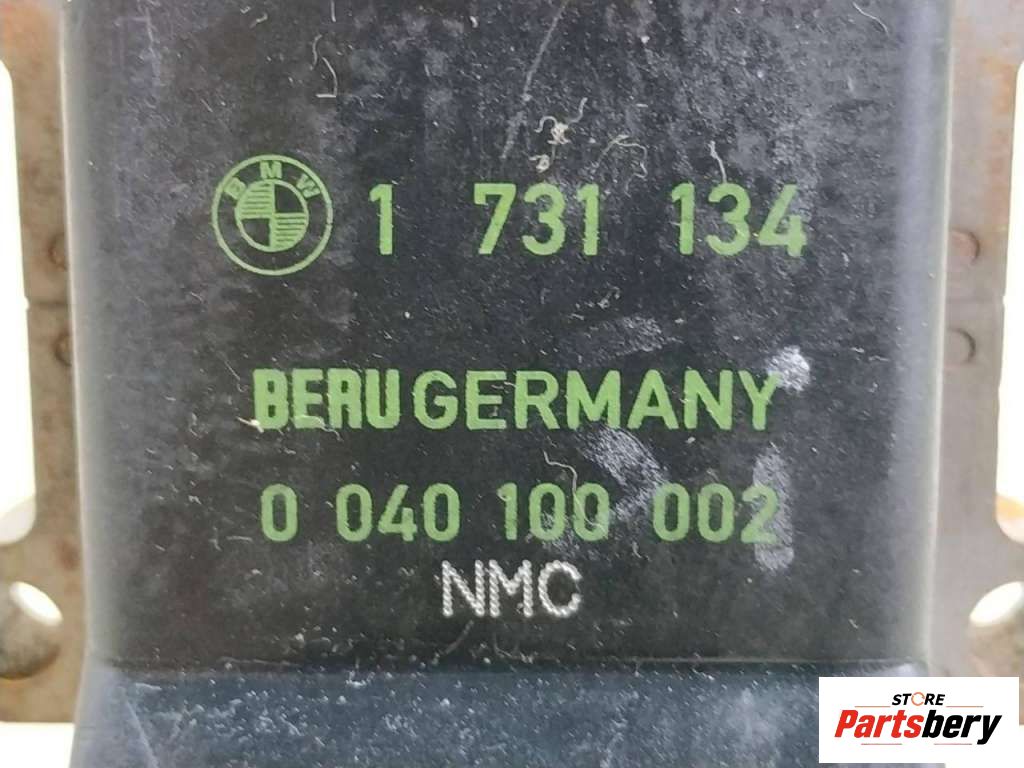 BMW 1 731 134
BERU GERMANY
0 040 100 002
NMC
STORE
Partsbery